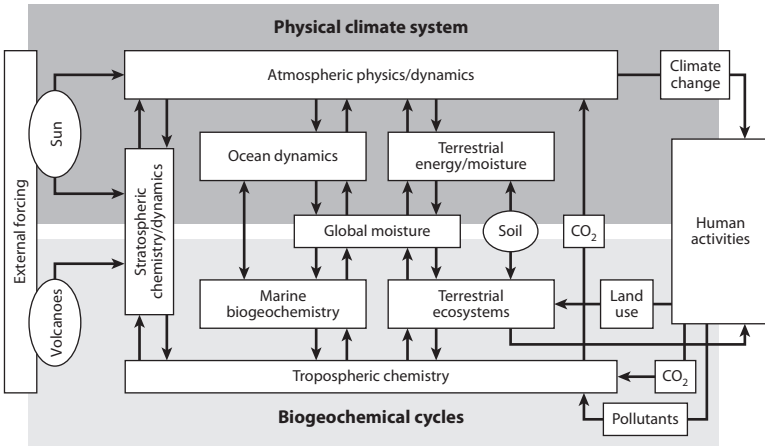 Physical climate system
Atmospheric physics/dynamics
Climate
change
Sun
Ocean dynamics
Terrestrial
energy/moisture
External forcing
Stratospheric
chemistry/dynamics
Global moisture
Soil
CO2
Human
activities
Volcanoes
Marine
biogeochemistry
Terrestrial
ecosystems
Land
use
Tropospheric chemistry
CO2
Biogeochemical cycles
Pollutants